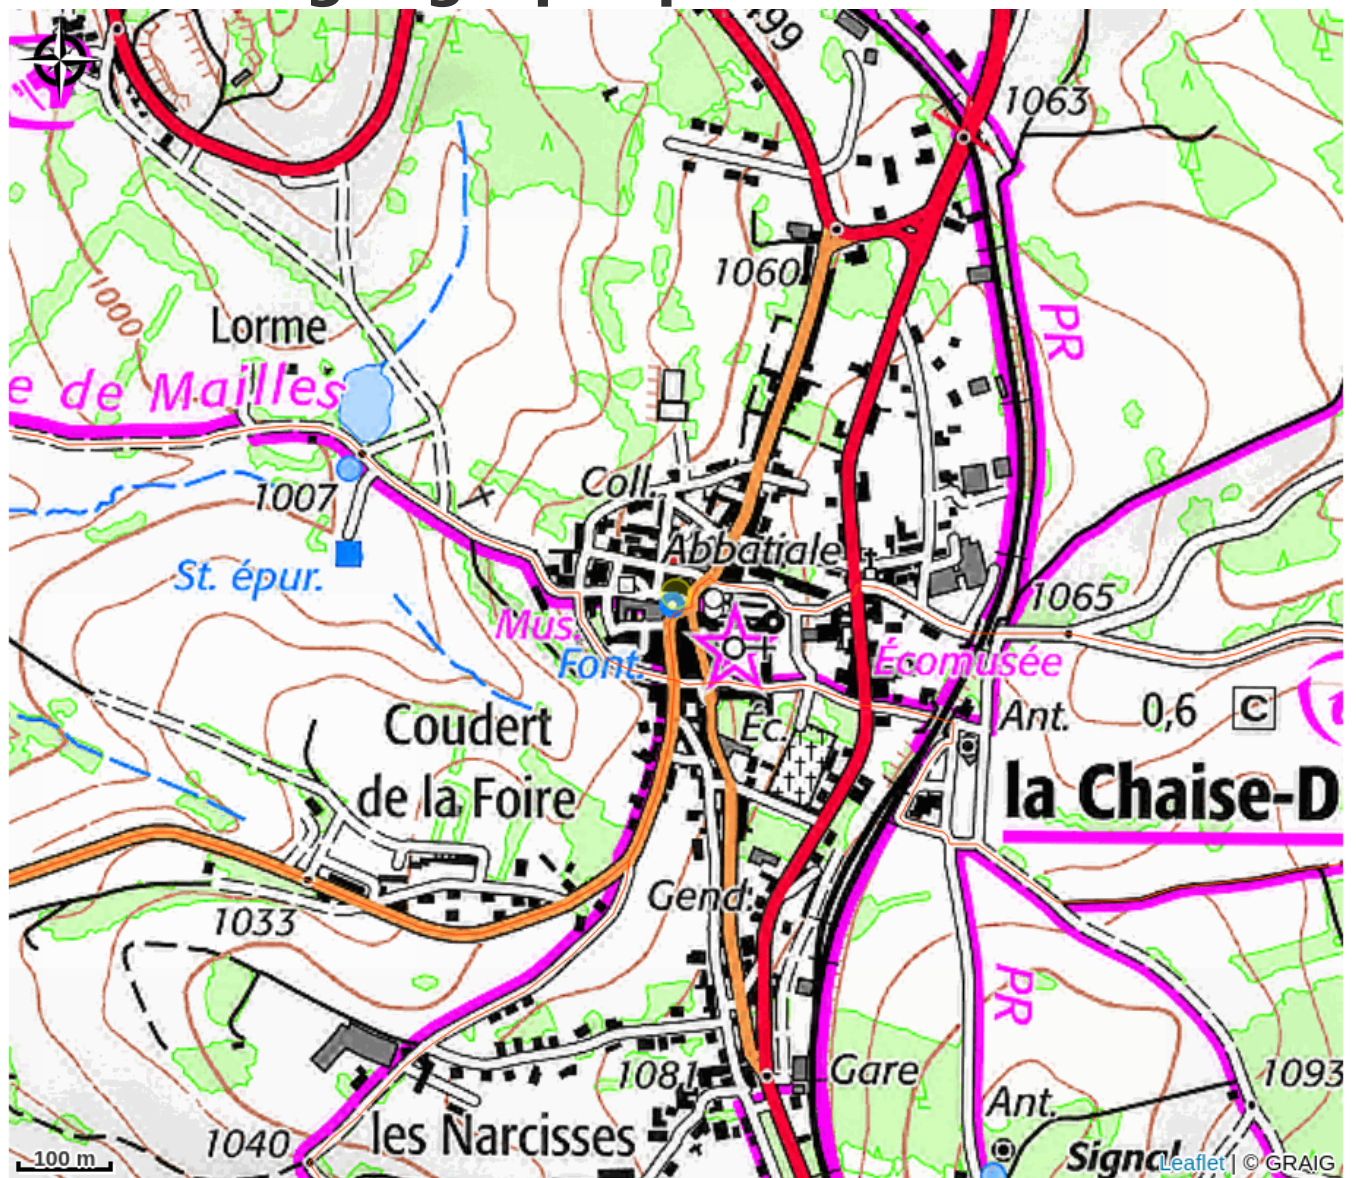 499
1063
1060
PR
1000
Lorme
e de Mailles
Coll.
1007
Abbatiale
St. épur.
1065
Mus.
Font.
Écomusée
0,6
C
Ant.
Éc.
Coudert
de la Foire
la Chaise-D
Gend.
1033
PR
1081
Gare
1093
Ant.
les Narcisses
1040
Signal
100 m
Leaflet | © GRAIG